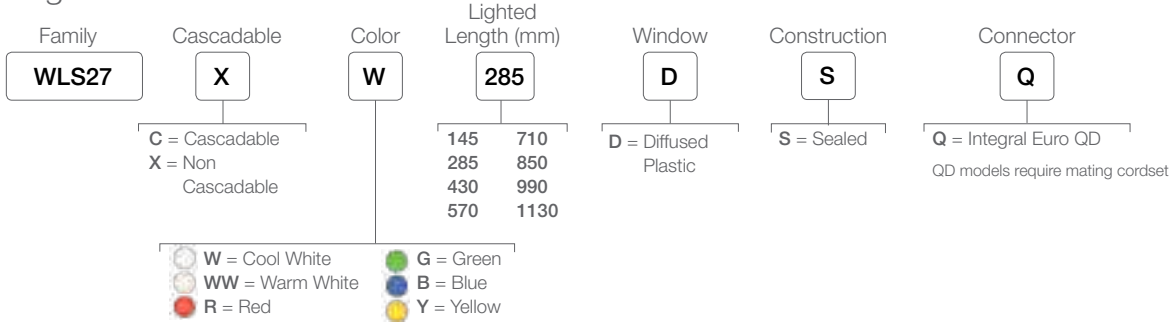 Family Cascadable Color Lighted Length (mm) Window Construction Connector
WLS27 X W 285 D S Q
C = Cascadable
X = Non
Cascadable
145 710
285 850
430 990
570 1130
D = Diffused
Plastic
S = Sealed
Q = Integral Euro QD
QD models require mating cordset
W = Cool White
WW = Warm White
R = Red
G = Green
B = Blue
Y = Yellow